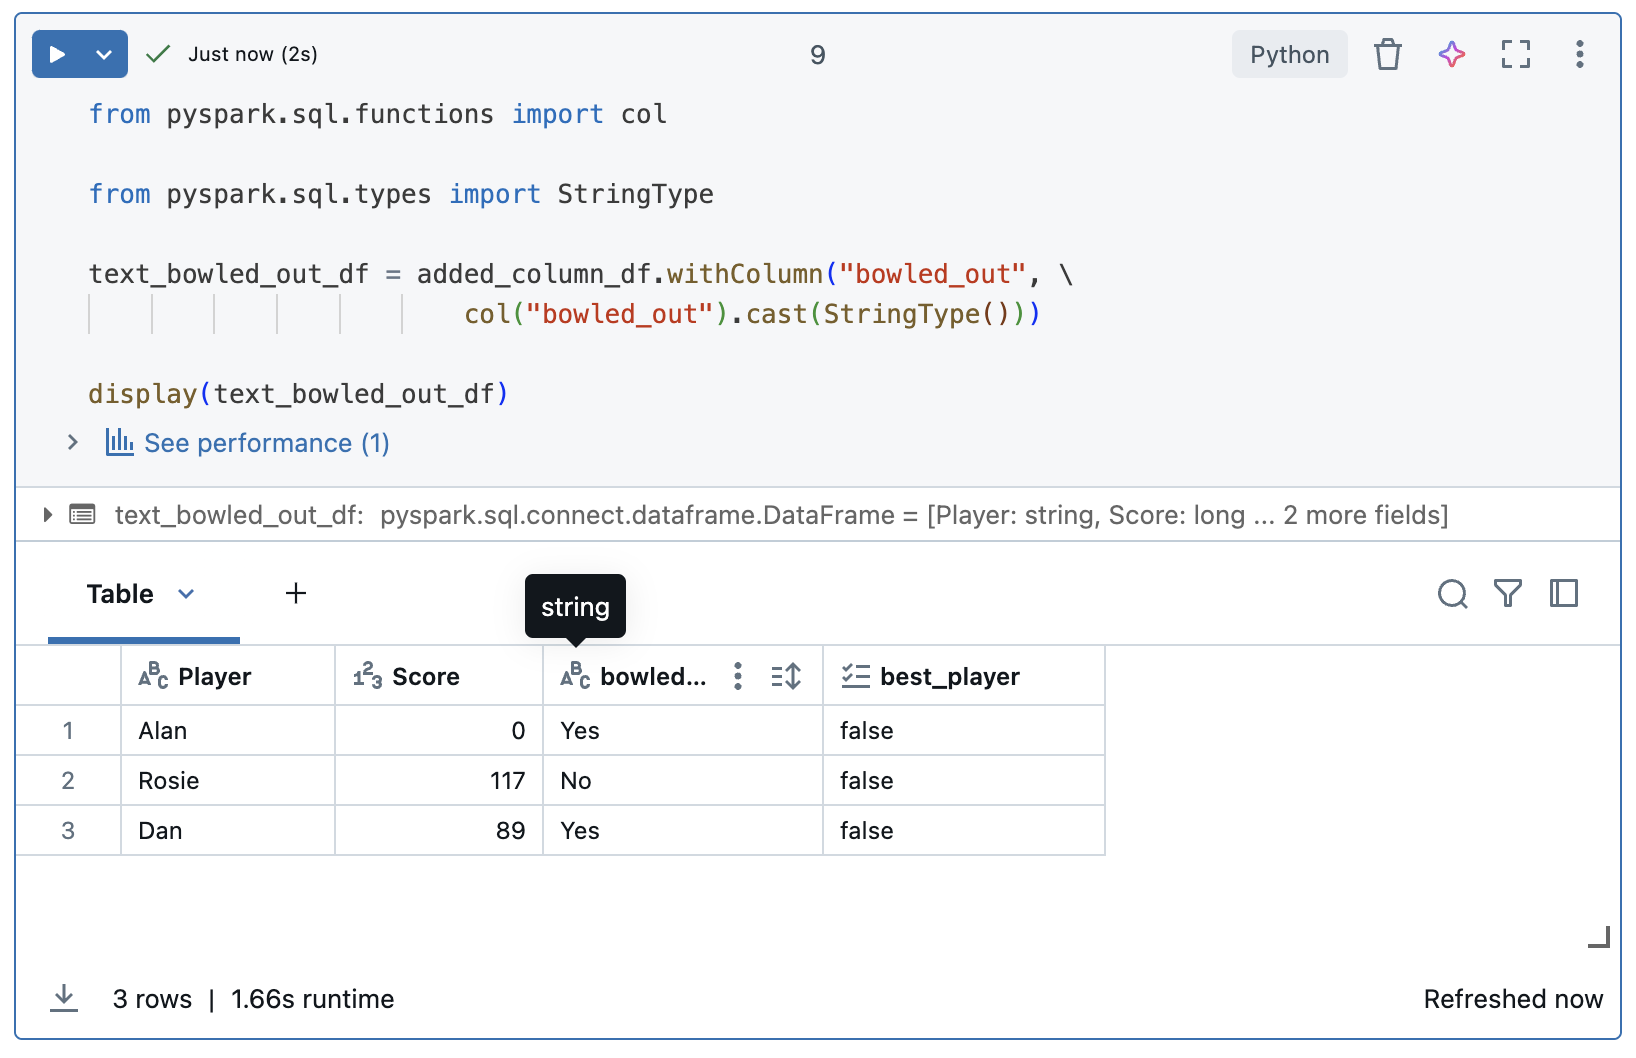 Just now (2s)
9
Python
from pyspark.sql.functions import col
from pyspark.sql.types import StringType
text_bowled_out_df = added_column_df.withColumn("bowled_out", \
col("bowled_out").cast(StringType()))
display(text_bowled_out_df)
See performance (1)
text_bowled_out_df: pyspark.sql.connect.dataframe.DataFrame = [Player: string, Score: long ... 2 more fields]
Table +
string
ABC Player 123 Score ABC bowled... best_player
1 Alan 0 Yes false
2 Rosie 117 No false
3 Dan 89 Yes false
3 rows | 1.66s runtime
Refreshed now